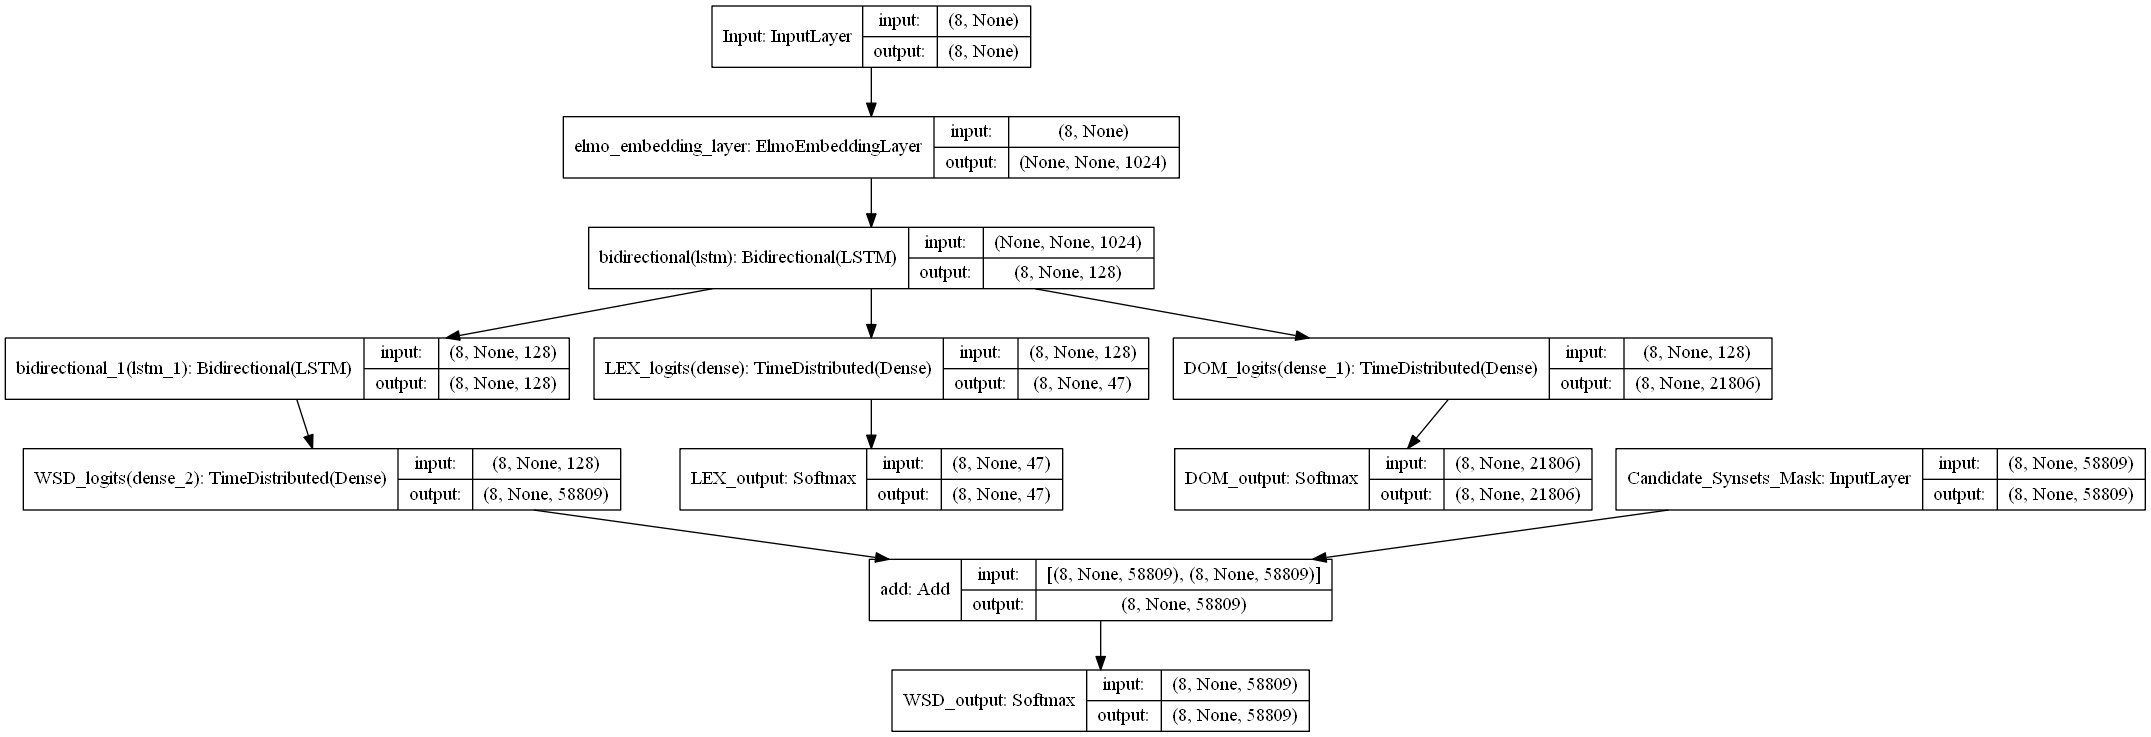 Input: InputLayer
input:
(8, None)
output:
(8, None)
elmo_embedding_layer: ElmoEmbeddingLayer
input:
(8, None)
output:
(None, None, 1024)
bidirectional(lstm): Bidirectional(LSTM)
input:
(None, None, 1024)
output:
(8, None, 128)
bidirectional_1(lstm_1): Bidirectional(LSTM)
input:
(8, None, 128)
output:
(8, None, 128)
LEX_logits(dense): TimeDistributed(Dense)
input:
(8, None, 128)
output:
(8, None, 47)
DOM_logits(dense_1): TimeDistributed(Dense)
input:
(8, None, 128)
output:
(8, None, 21806)
WSD_logits(dense_2): TimeDistributed(Dense)
input:
(8, None, 128)
output:
(8, None, 58809)
LEX_output: Softmax
input:
(8, None, 47)
output:
(8, None, 47)
DOM_output: Softmax
input:
(8, None, 21806)
output:
(8, None, 21806)
Candidate_Synsets_Mask: InputLayer
input:
(8, None, 58809)
output:
(8, None, 58809)
add: Add
input:
[(8, None, 58809), (8, None, 58809)]
output:
(8, None, 58809)
WSD_output: Softmax
input:
(8, None, 58809)
output:
(8, None, 58809)